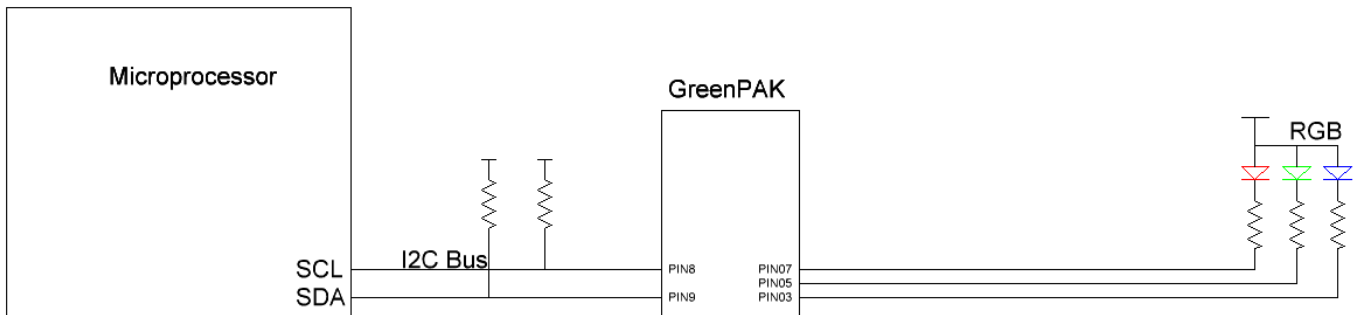 Microprocessor
GreenPAK
RGB
SCL
I2C Bus
PIN8
PIN07
PIN05
SDA
PIN9
PIN03